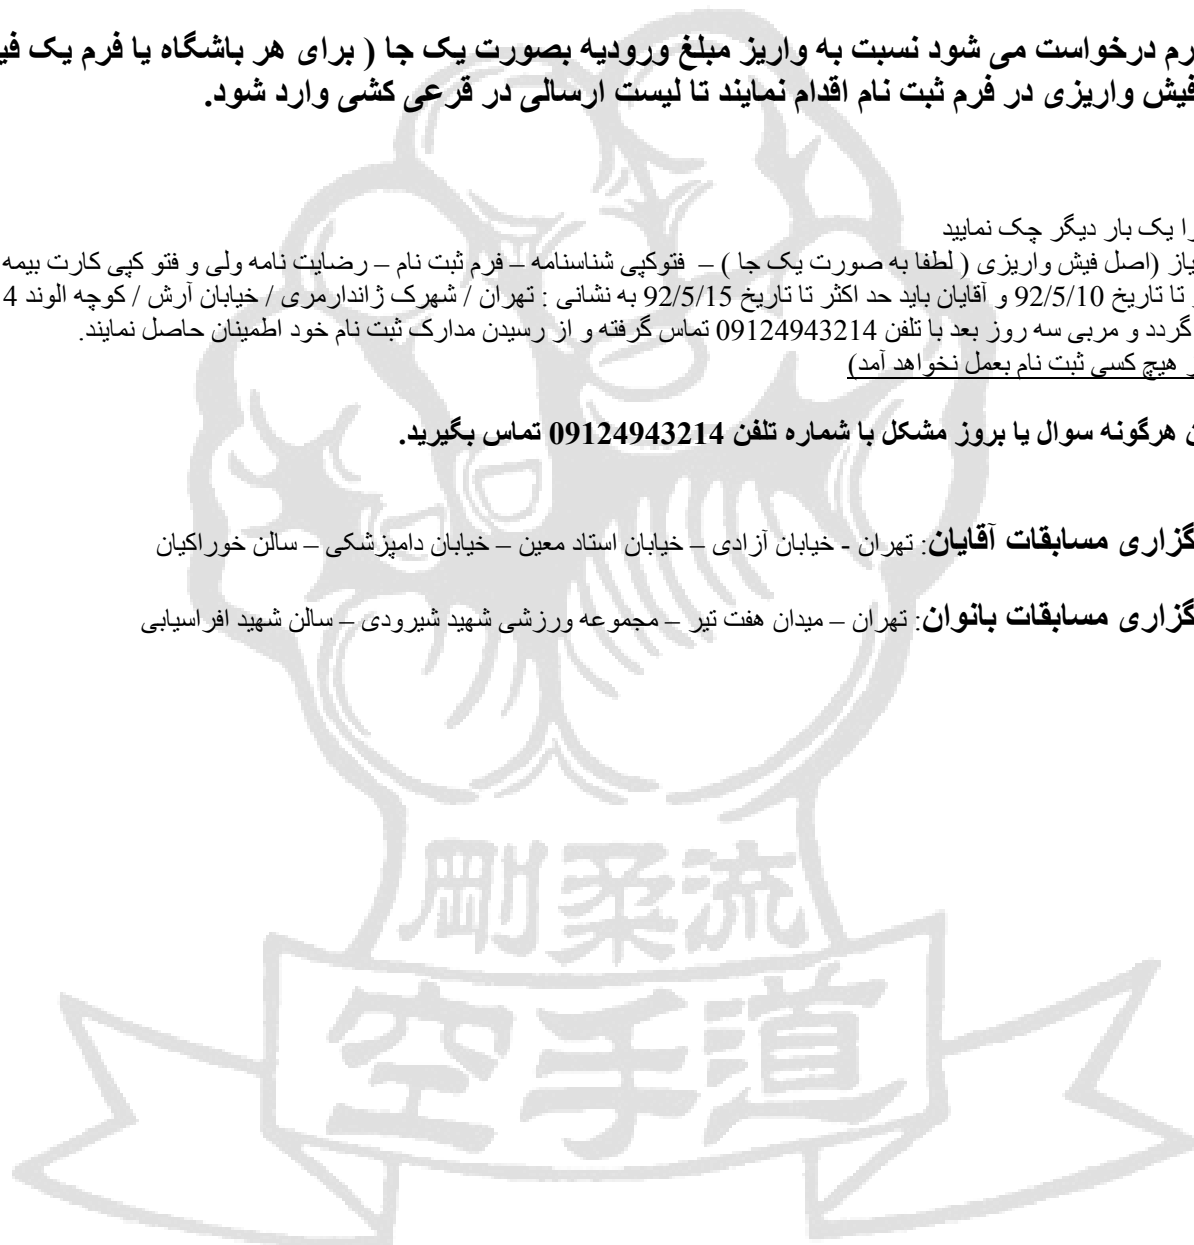 رم درخواست می شود نسبت به واریز مبلغ ورودیه بصورت یک جا ( برای هر باشگاه یا فرم یک
فیش واریزی در فرم ثبت نام اقدام نمایند تا لیست ارسالی در قرعی کشی وارد شود.
را یک بار دیگر چک نمایید
یاز (اصل فیش واریزی ( لطفا به صورت یک جا ) – فتوکپی شناسنامه – فرم ثبت نام – رضایت نامه ولی و فتو کپی کارت بیمه
تا تاریخ 92/5/10 و آقایان باید حد اکثر تا تاریخ 92/5/15 به نشانی : تهران / شهرک ژاندارمری / خیابان آرش / کوچه الوند 4
گردد و مربی سه روز بعد با تلفن 09124943214 تماس گرفته و از رسیدن مدارک ثبت نام خود اطمینان حاصل نمایند.
هیچ کسی ثبت نام بعمل نخواهد آمد)
هرگونه سوال یا بروز مشکل با شماره تلفن 09124943214 تماس بگیرید.
گزاری مسابقات آقایان: تهران - خیابان آزادی – خیابان استاد معین – خیابان دامپزشکی – سالن خوراکیان
گزاری مسابقات بانوان: تهران – میدان هفت تیر – مجموعه ورزشی شهید شیرودی – سالن شهید افراسیابی
剛柔流
空手道